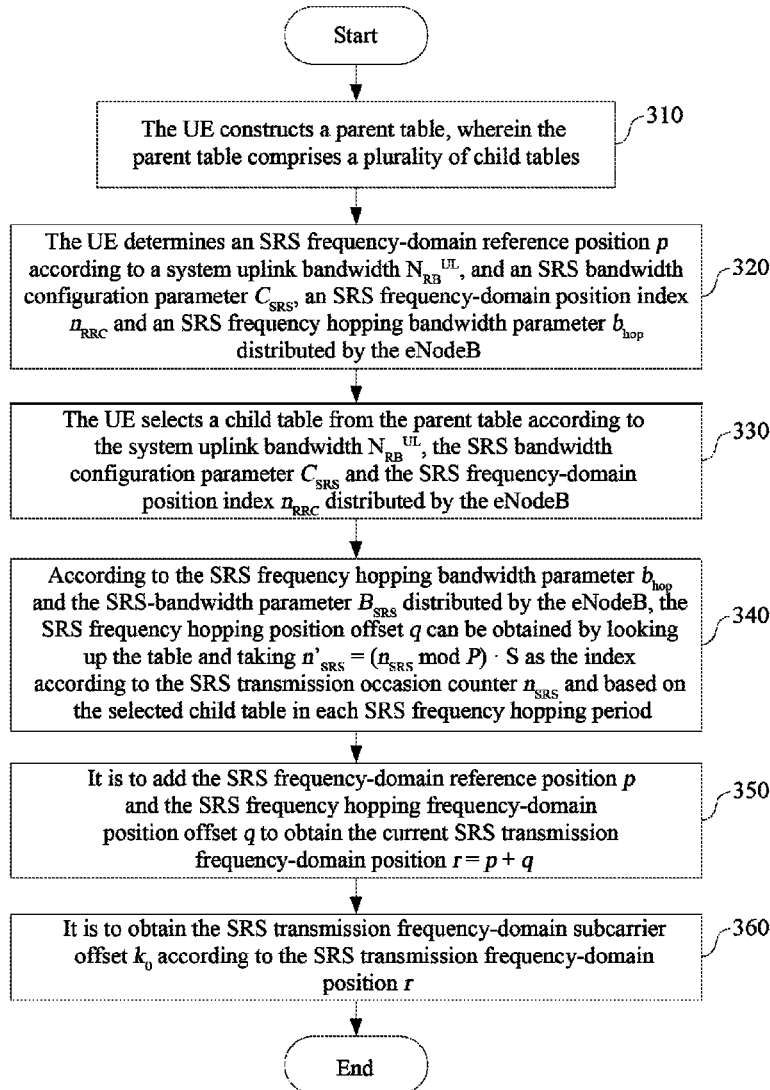 Start
310
The UE constructs a parent table, wherein the
parent table comprises a plurality of child tables
320
The UE determines an SRS frequency-domain reference position p
according to a system uplink bandwidth N_RB^UL, and an SRS bandwidth
configuration parameter C_SRS, an SRS frequency-domain position index
n_RRC and an SRS frequency hopping bandwidth parameter b_hop
distributed by the eNodeB
330
The UE selects a child table from the parent table according to
the system uplink bandwidth N_RB^UL, the SRS bandwidth
configuration parameter C_SRS and the SRS frequency-domain
position index n_RRC distributed by the eNodeB
340
According to the SRS frequency hopping bandwidth parameter b_hop
and the SRS-bandwidth parameter B_SRS distributed by the eNodeB, the
SRS frequency hopping position offset q can be obtained by looking
up the table and taking n'_SRS = (n_SRS mod P) · S as the index
according to the SRS transmission occasion counter n_SRS and based on
the selected child table in each SRS frequency hopping period
350
It is to add the SRS frequency-domain reference position p
and the SRS frequency hopping frequency-domain
position offset q to obtain the current SRS transmission
frequency-domain position r = p + q
360
It is to obtain the SRS transmission frequency-domain subcarrier
offset k_0 according to the SRS transmission frequency-domain
position r
End